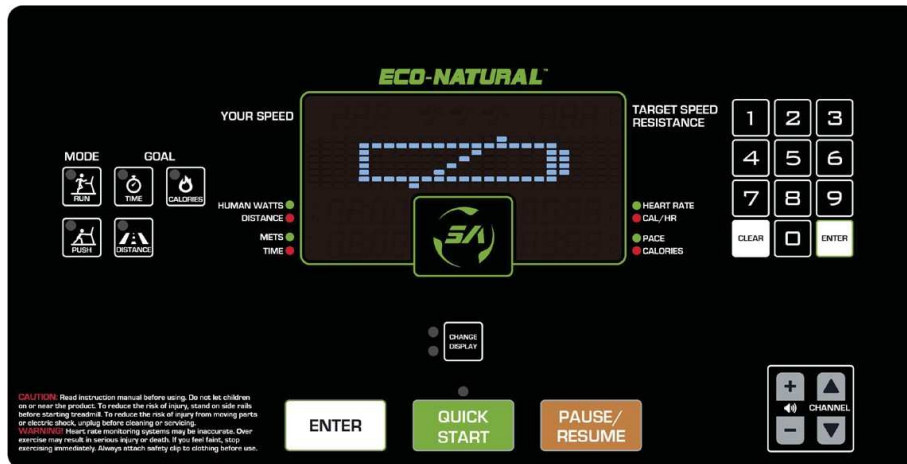 ECO-NATURAL™
YOUR SPEED
TARGET SPEED
RESISTANCE
MODE
GOAL
RUN
TIME
CALORIES
PUSH
DISTANCE
HUMAN WATTS
DISTANCE
METS
TIME
SA
HEART RATE
CAL/HR
PACE
CALORIES
1 2 3
4 5 6
7 8 9
CLEAR 0 ENTER
CHANGE
DISPLAY
CAUTION: Read instruction manual before using. Do not let children
on or near the product. To reduce the risk of injury, stand on side rails
before starting treadmill. To reduce the risk of injury from moving parts
or electric shock, unplug before cleaning or servicing.
WARNING! Heart rate monitoring systems may be inaccurate. Over
exercise may result in serious injury or death. If you feel faint, stop
exercising immediately. Always attach safety clip to clothing before use.
ENTER
QUICK
START
PAUSE/
RESUME
+
CHANNEL
−